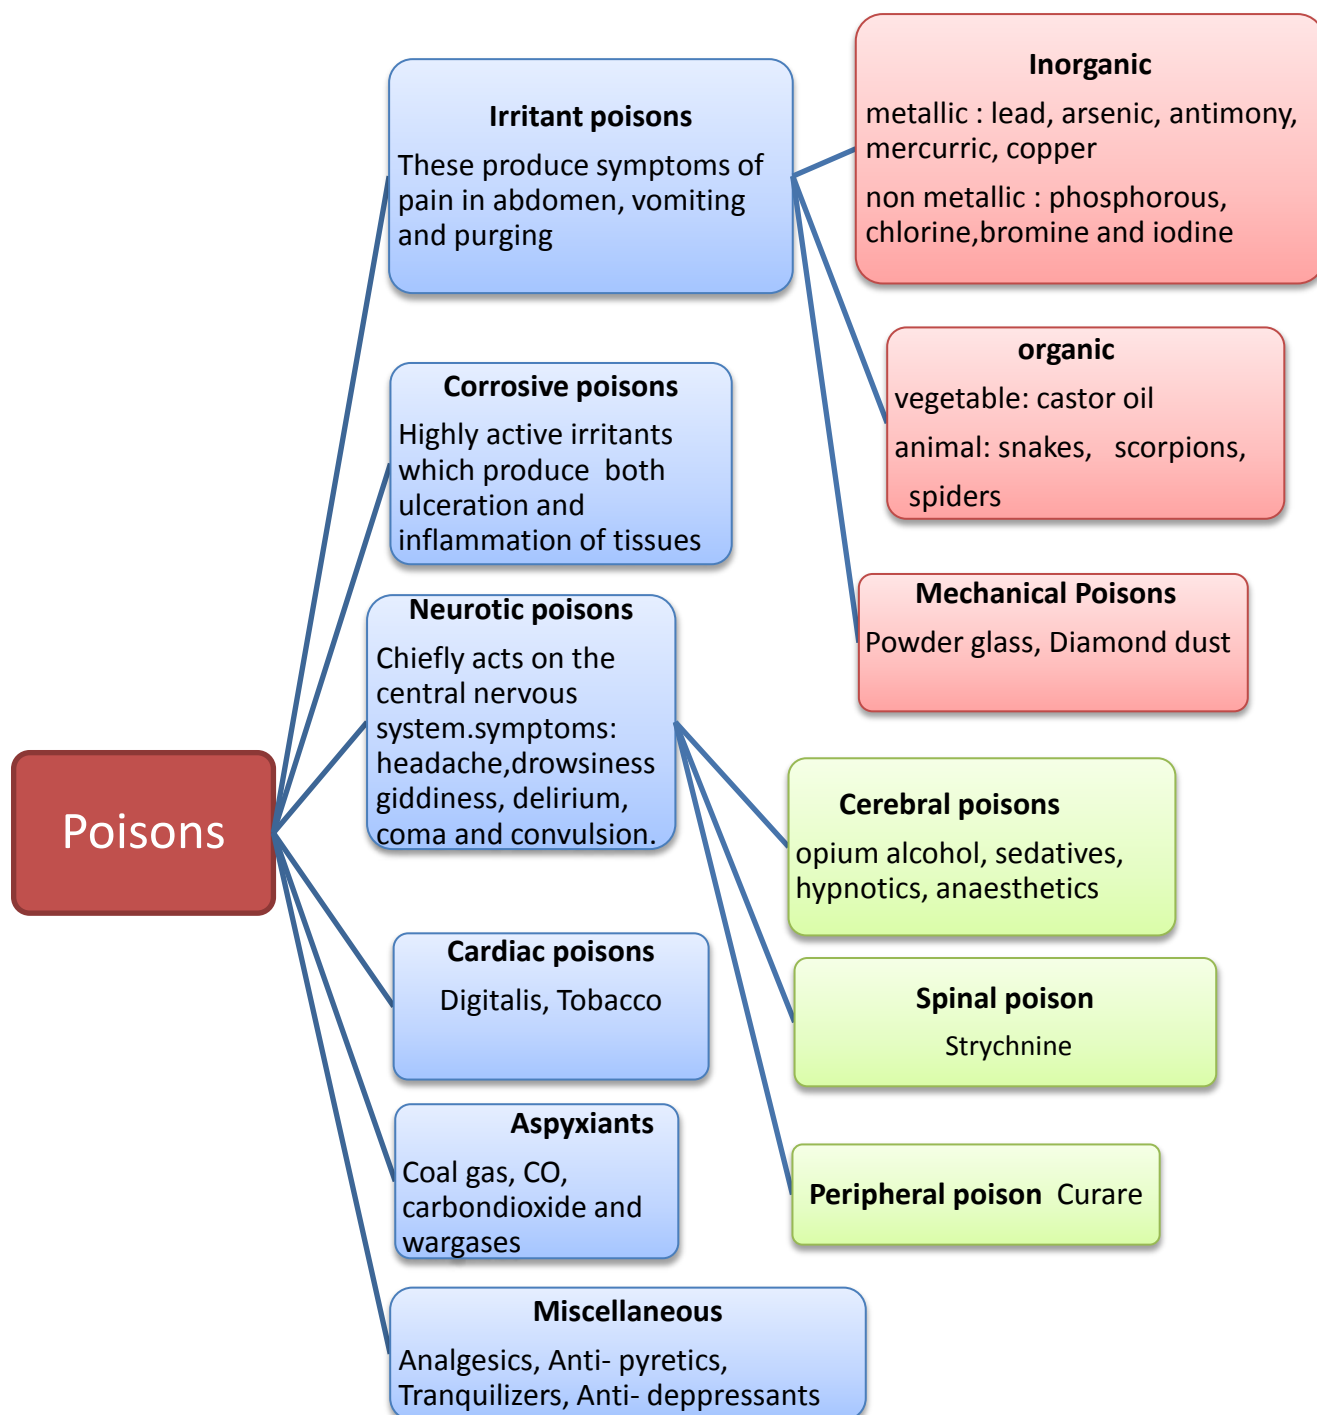 Poisons
Irritant poisons
These produce symptoms of
pain in abdomen, vomiting
and purging
Inorganic
metallic : lead, arsenic, antimony,
mercurric, copper
non metallic : phosphorous,
chlorine,bromine and iodine
organic
vegetable: castor oil
animal: snakes, scorpions,
spiders
Mechanical Poisons
Powder glass, Diamond dust
Corrosive poisons
Highly active irritants
which produce both
ulceration and
inflammation of tissues
Neurotic poisons
Chiefly acts on the
central nervous
system.symptoms:
headache,drowsiness
giddiness, delirium,
coma and convulsion.
Cerebral poisons
opium alcohol, sedatives,
hypnotics, anaesthetics
Spinal poison
Strychnine
Peripheral poison Curare
Cardiac poisons
Digitalis, Tobacco
Aspyxiants
Coal gas, CO,
carbondioxide and
wargases
Miscellaneous
Analgesics, Anti- pyretics,
Tranquilizers, Anti- deppressants